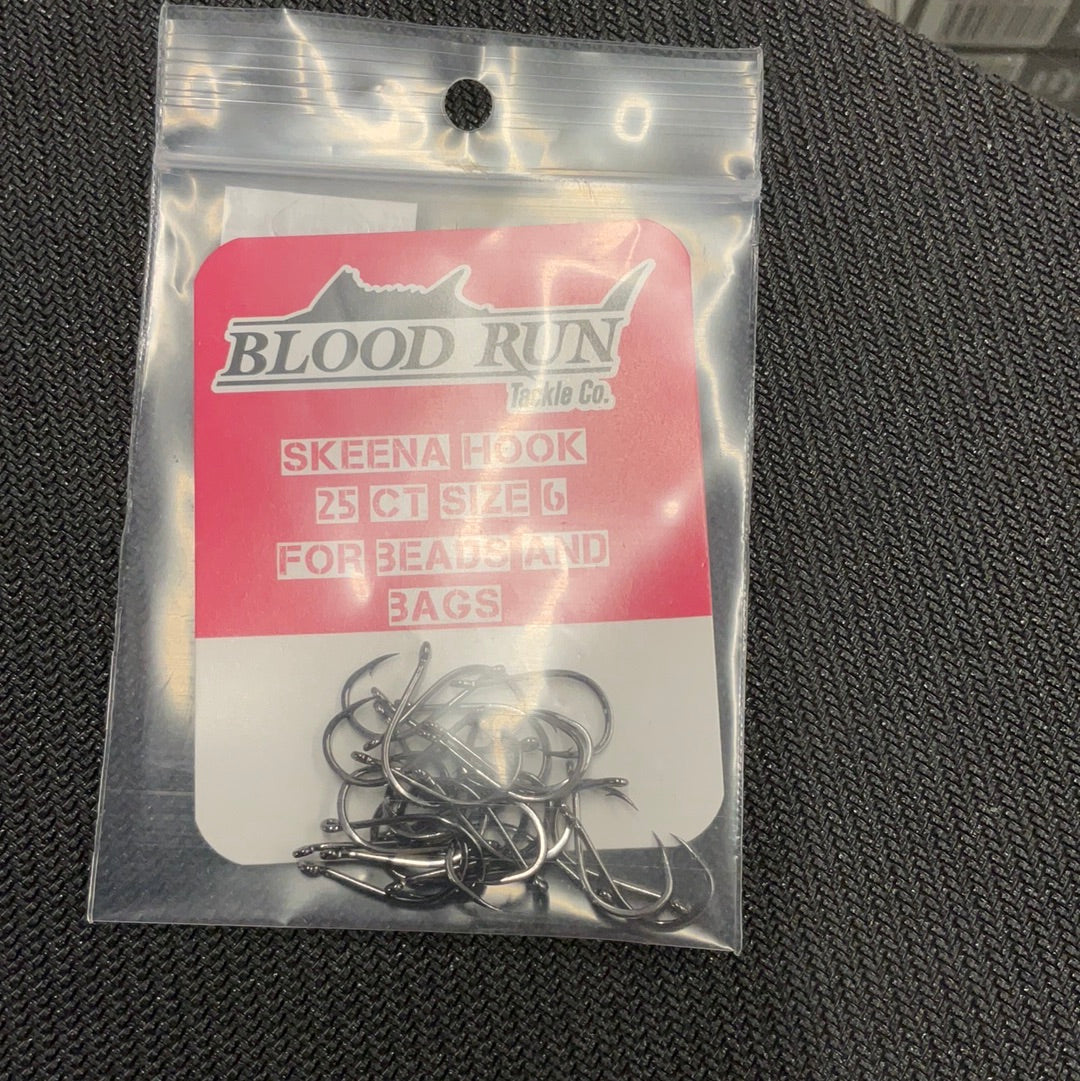 BLOOD RUN
Tackle Co.
SKEENA HOOK
25 CT SIZE 6
FOR BEADS AND
BAGS